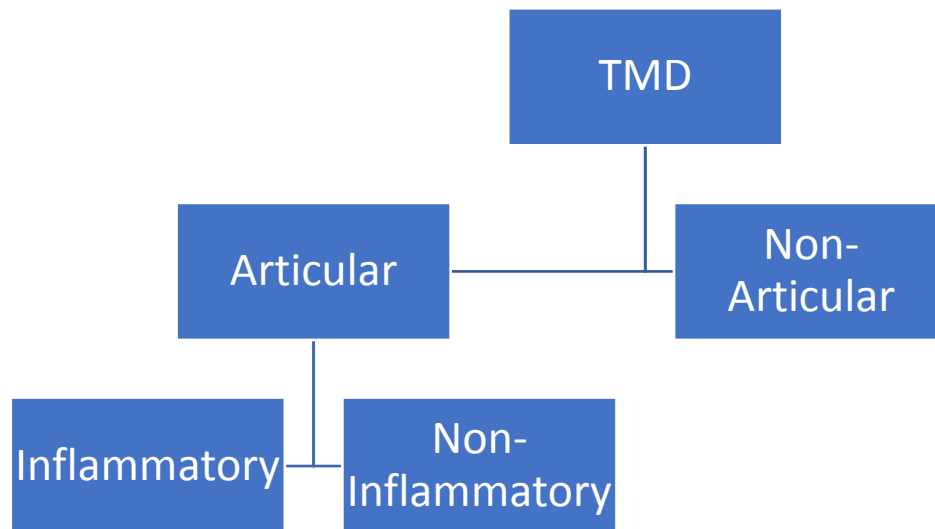 TMD
Articular
Non-
Articular
Inflammatory
Non-
Inflammatory